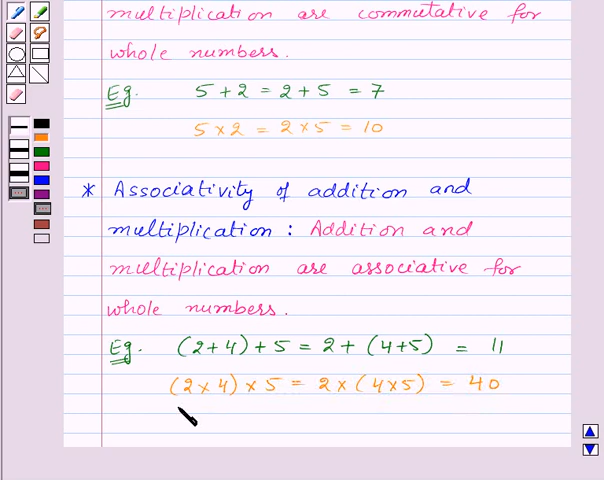 multiplication are commutative for
whole numbers.
Eg. 5+2 = 2+5 = 7
5×2 = 2×5 = 10
* Associativity of addition and
multiplication : Addition and
multiplication are associative for
whole numbers.
Eg. (2+4)+5 = 2+(4+5) = 11
(2×4)×5 = 2×(4×5) = 40